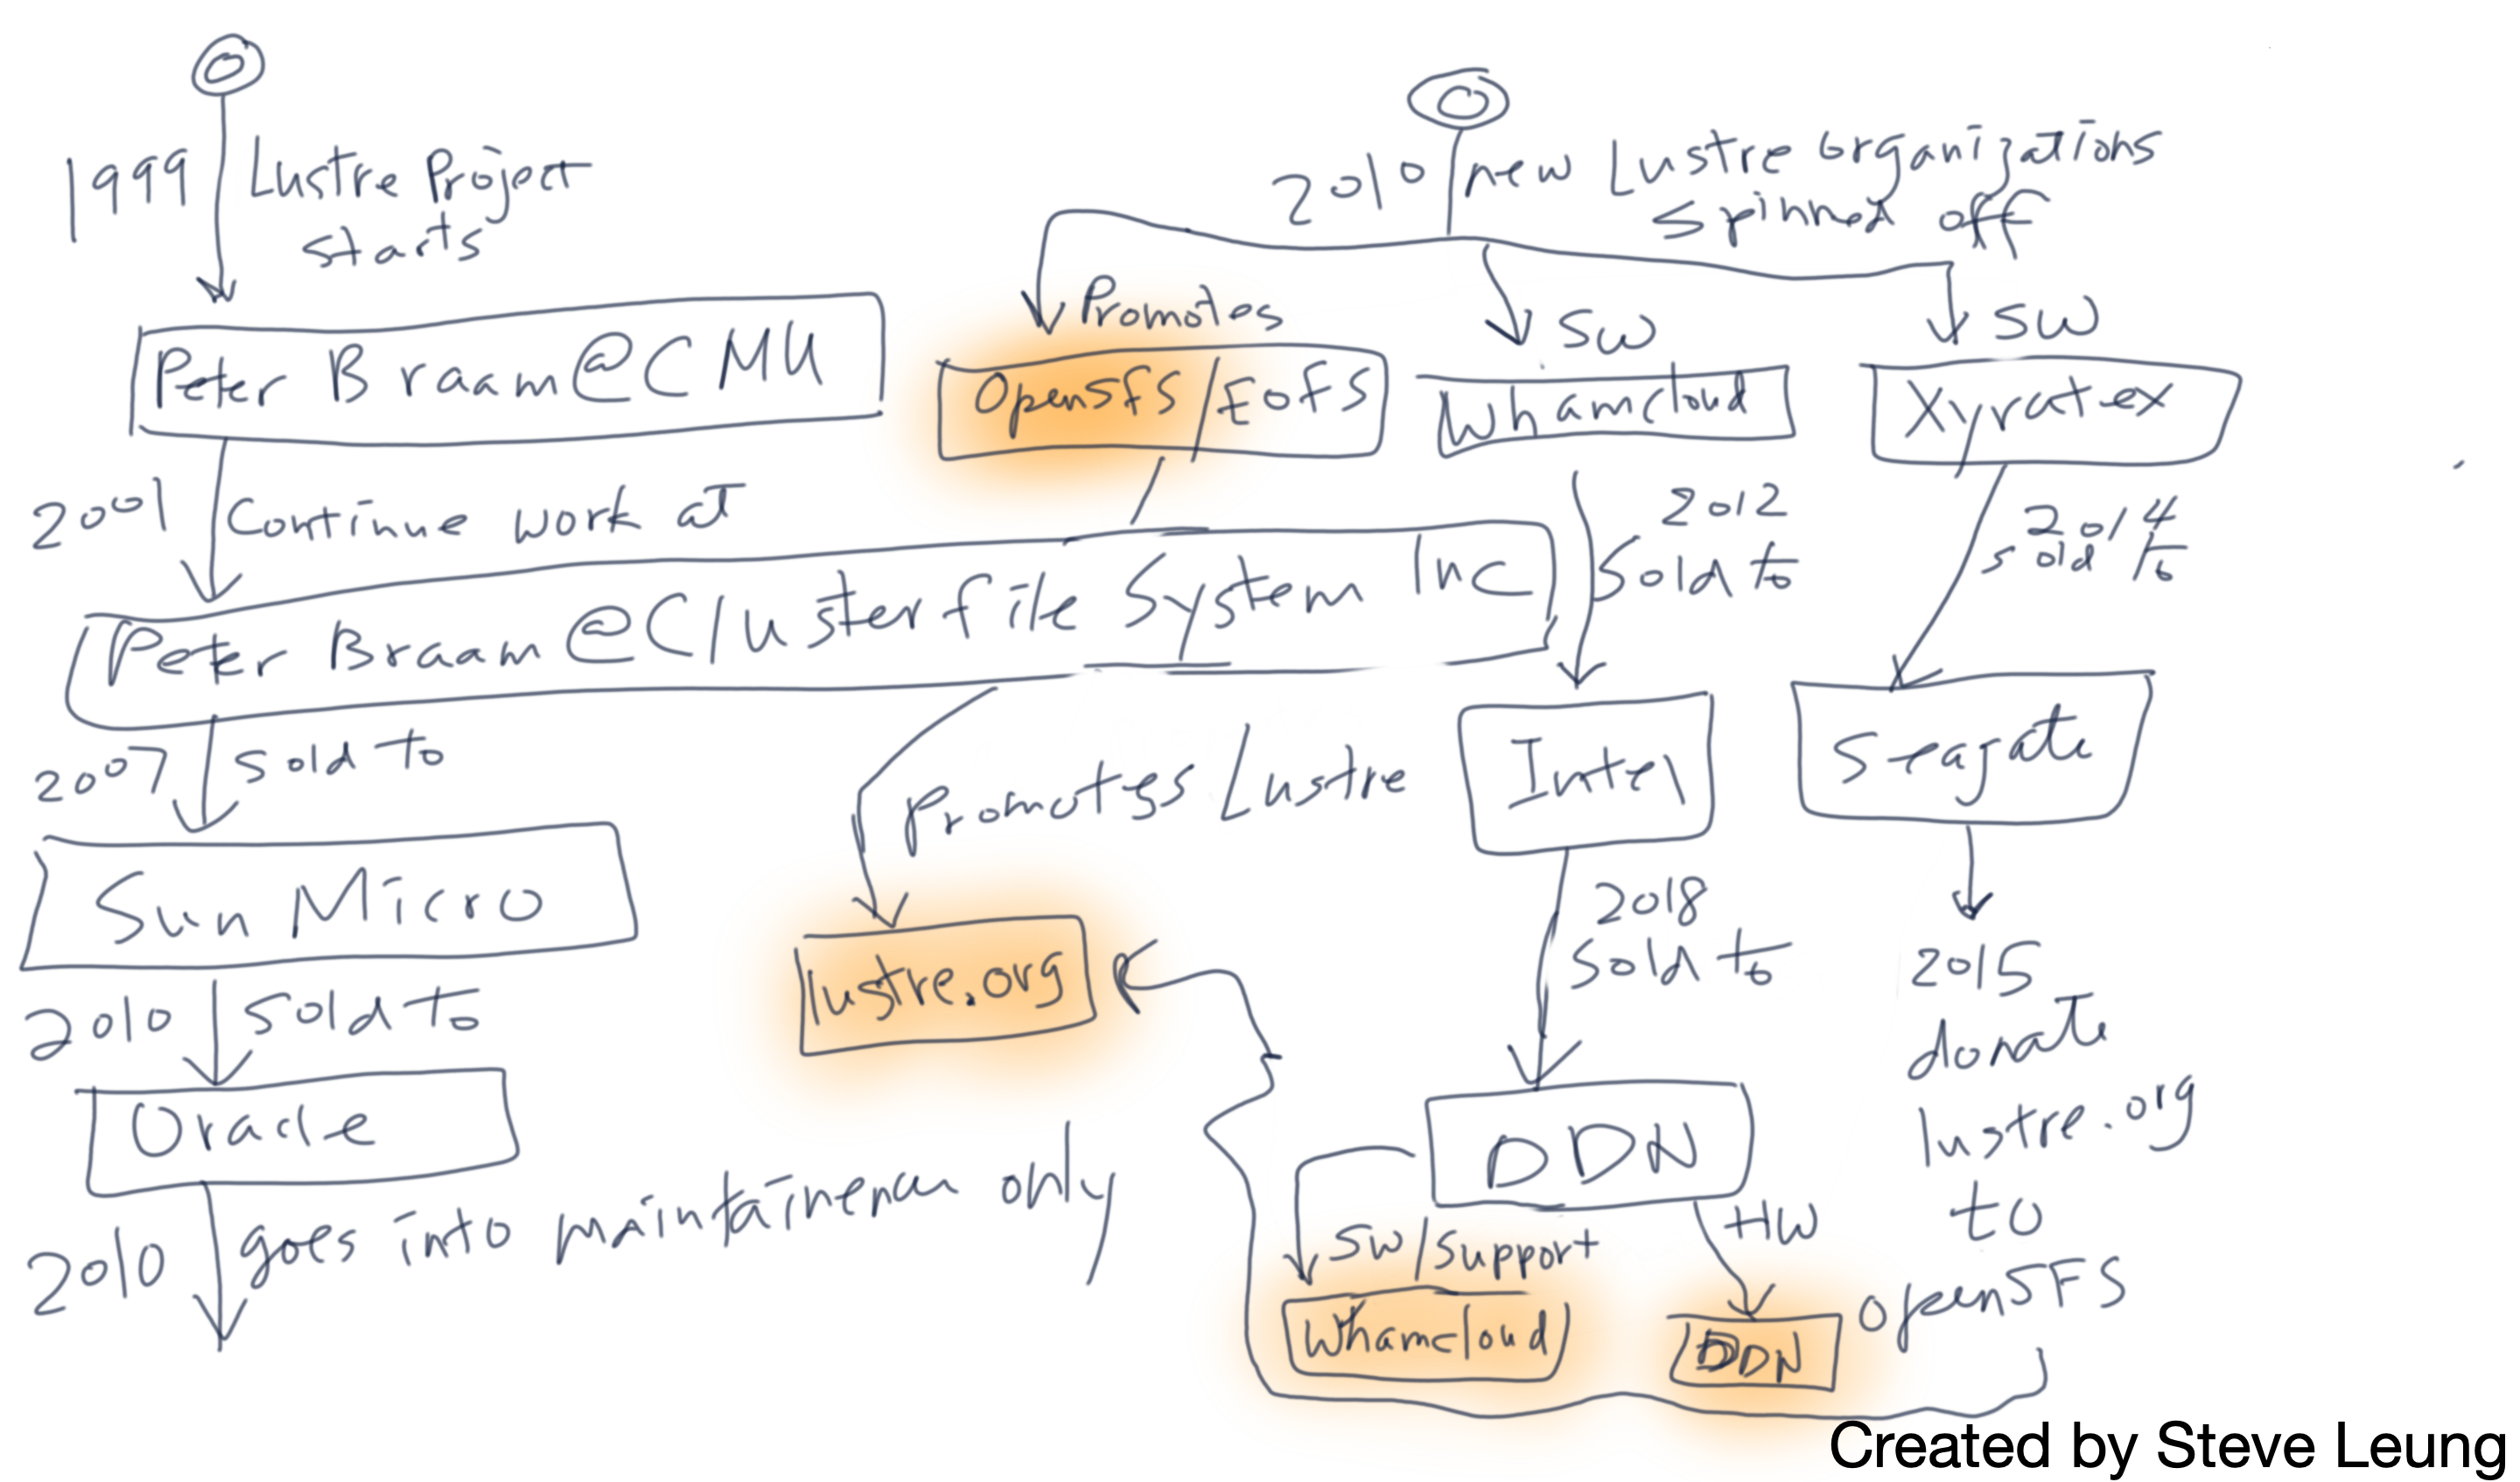 1999
Lustre Project
starts
Peter Braam@CMU
2001
Continue work at
Peter Braam@Clusterfile System Inc
2007
sold to
Sun Micro
2010
sold to
Oracle
2010
goes into maintainenan only
2010
new Lustre organizations
spinned off
Promotes
OpenSFS/EOFS
SW
Whamcloud
SW
Xyratex
Promotes Lustre
lustre.org
2012
sold to
Intel
2018
sold to
DDN
SW/support
Whamcloud
HW
DDN
2014
sold to
Seagate
2015
donate
lustre.org
to
openSFS
Created by Steve Leung